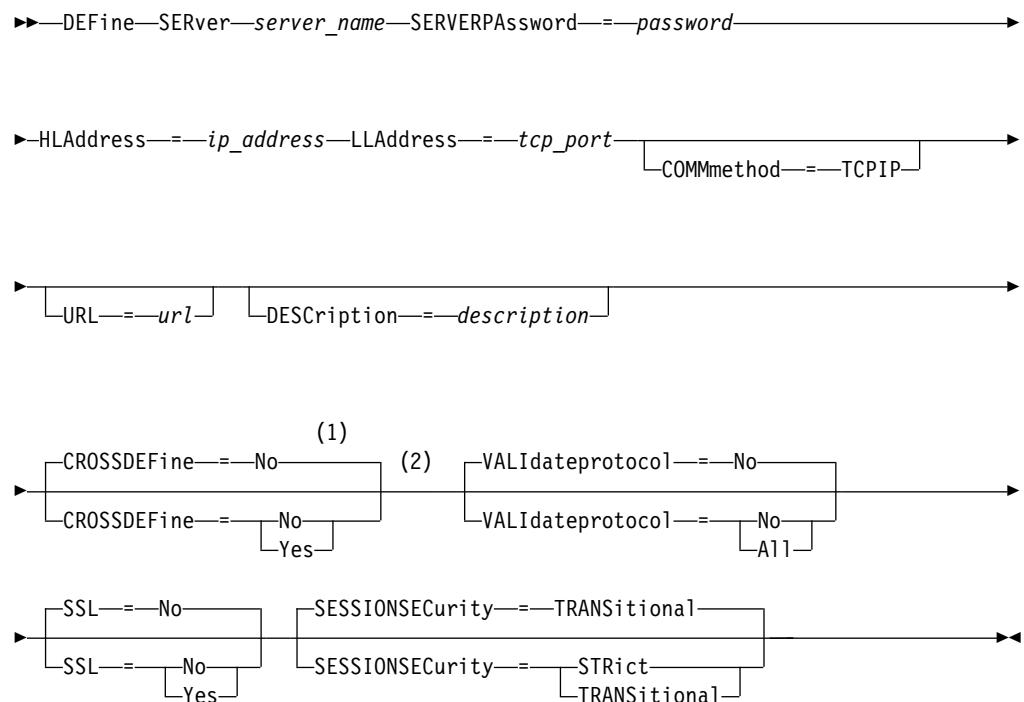 DEFine SERver server_name SERVERPAssword = password
HLAddress = ip_address LLAddress = tcp_port
COMMmethod = TCPIP
URL = url
DESCription = description
(1)
CROSSDEFine = No
(2)
VALIdateprotocol = No
CROSSDEFine = No
Yes
VALIdateprotocol = No
All
SSL = No
SESSIONSECurity = TRANSitional
SSL = No
Yes
SESSIONSECurity = STRict
TRANSitional